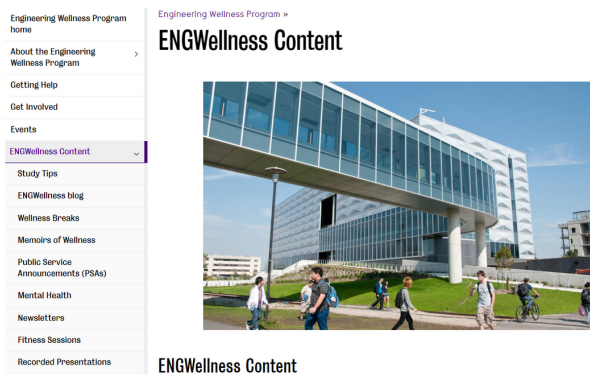 Engineering Wellness Program
home
About the Engineering
Wellness Program
Getting Help
Get Involved
Events
ENGWellness Content
Study Tips
ENGWellness blog
Wellness Breaks
Memoirs of Wellness
Public Service
Announcements (PSAs)
Mental Health
Newsletters
Fitness Sessions
Recorded Presentations
Engineering Wellness Program »
ENGWellness Content
ENGWellness Content